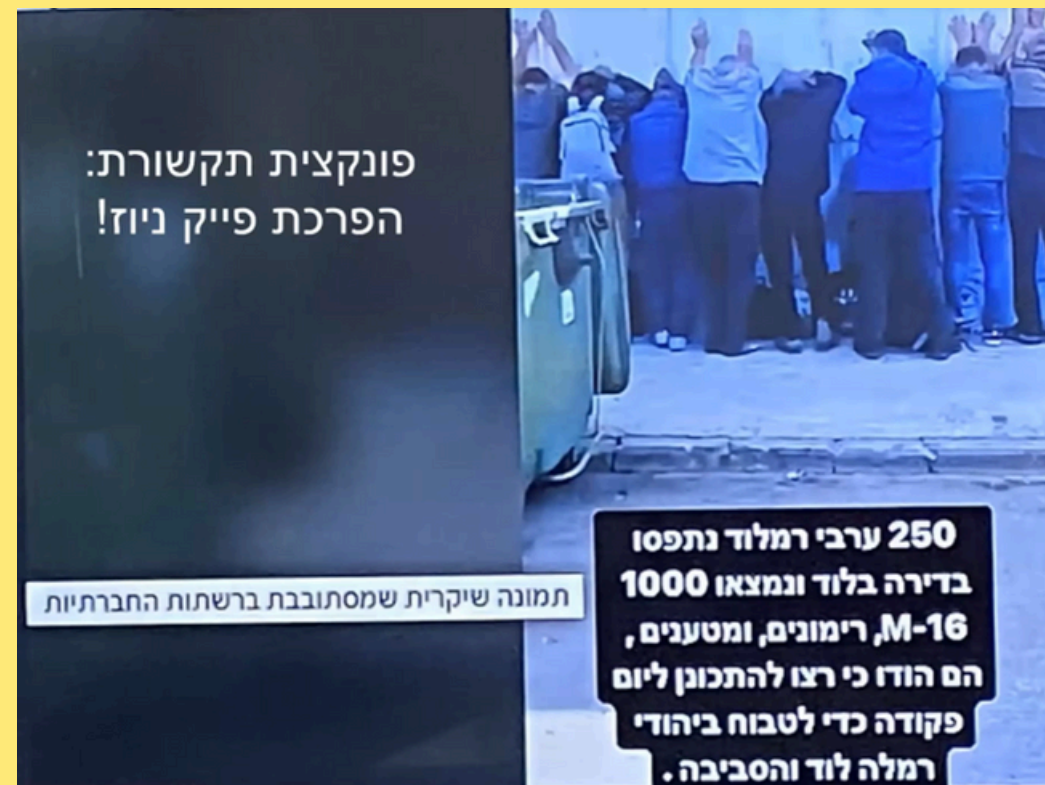 פונקצית תקשורת:
הפרכת פייק ניוז!
תמונה שיקרית שמסתובבת ברשתות החברתיות
250 ערבי רמלוד נתפסו
בדירה בלוד ונמצאו 1000
M-16, רימונים, ומטענים,
הם הודו כי רצו להתכונן ליום
פקודה כדי לטבוח ביהודי
רמלה לוד והסביבה.